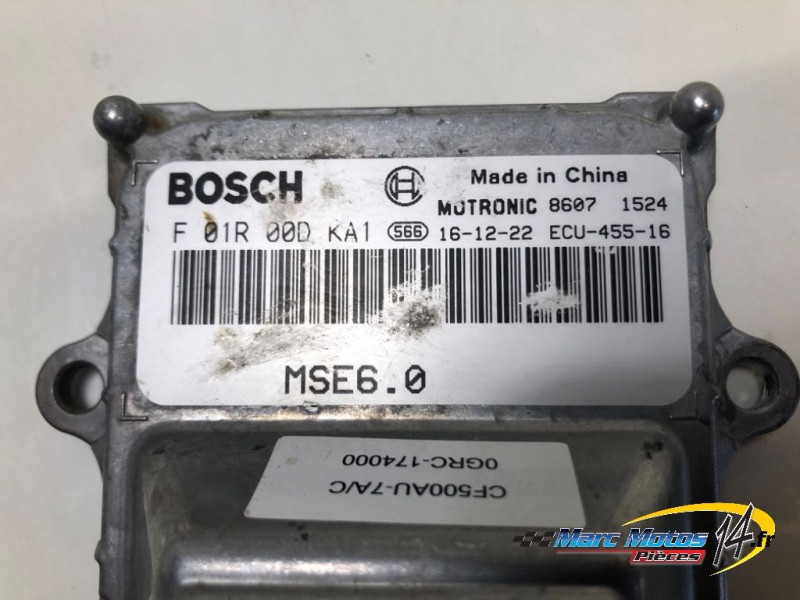 BOSCH
Made in China
MOTRONIC 8607 1524
F 01R 00D KA1 566 16-12-22 ECU-455-16
MSE6.0
CF500AU-7A/C
0GRC-174000
Marc Motos 14.fr
Pièces